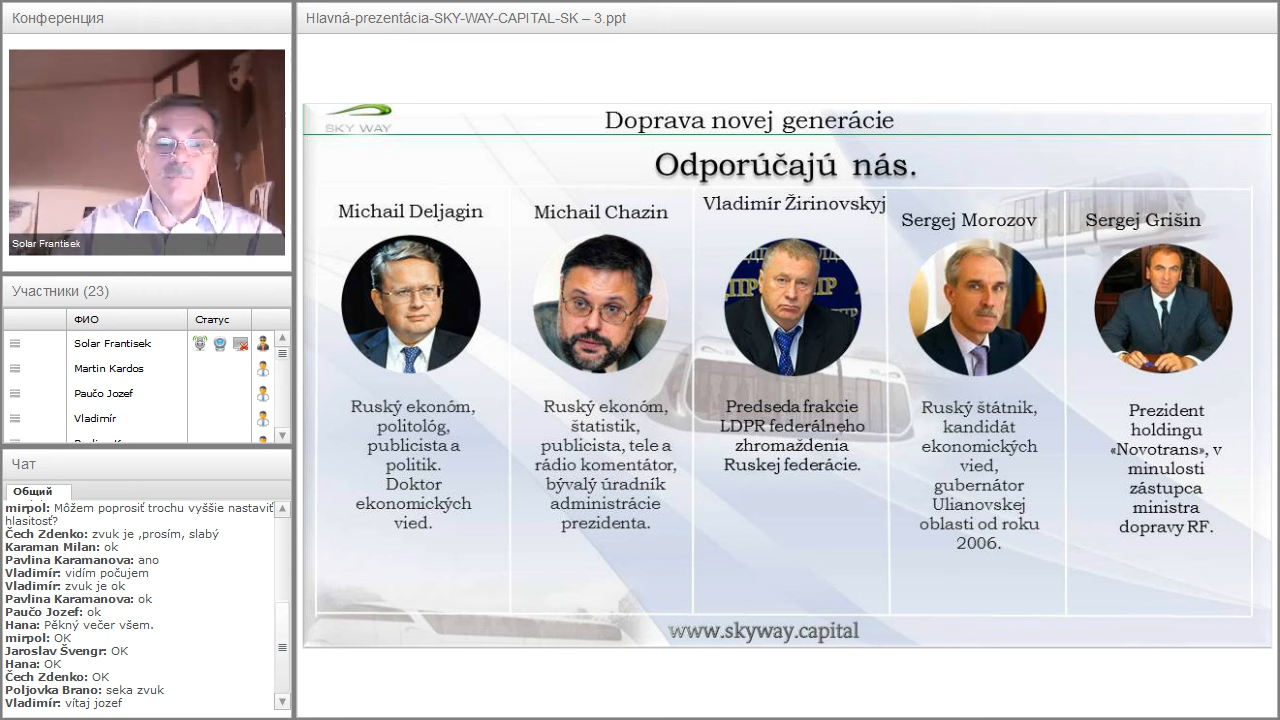 Конференция
Solar Frantisek
Участники (23)
ФИО
Статус
Solar Frantisek
Martin Kardos
Paučo Jozef
Vladimír
Чат
Общий
mirpol: Môžem poprosiť trochu vyššie nastaviť
hlasitosť?
Čech Zdenko: zvuk je ,prosím, slabý
Karaman Milan: ok
Pavlina Karamanova: ano
Vladimír: vidím počujem
Vladimír: zvuk je ok
Pavlina Karamanova: ok
Paučo Jozef: ok
Hana: Pěkný večer všem.
mirpol: OK
Jaroslav Švengr: OK
Hana: OK
Čech Zdenko: OK
Poljovka Brano: seka zvuk
Vladimír: vítaj jozef
Hlavná-prezentácia-SKY-WAY-CAPITAL-SK – 3.ppt
SKY WAY
Doprava novej generácie
Odporúčajú nás.
Michail Deljagin
Ruský ekonóm,
politológ,
publicista a
politik.
Doktor
ekonomických
vied.
Michail Chazin
Ruský ekonóm,
štatistik,
publicista, tele a
rádio komentátor,
bývalý úradník
administrácie
prezidenta.
Vladimír Žirinovskyj
Predseda frakcie
LDPR federálneho
zhromaždenia
Ruskej federácie.
Sergej Morozov
Ruský štátnik,
kandidát
ekonomických
vied,
gubernátor
Ulianovskej
oblasti od roku
2006.
Sergej Grišin
Prezident
holdingu
«Novotrans», v
minulosti
zástupca
ministra
dopravy RF.
www.skyway.capital